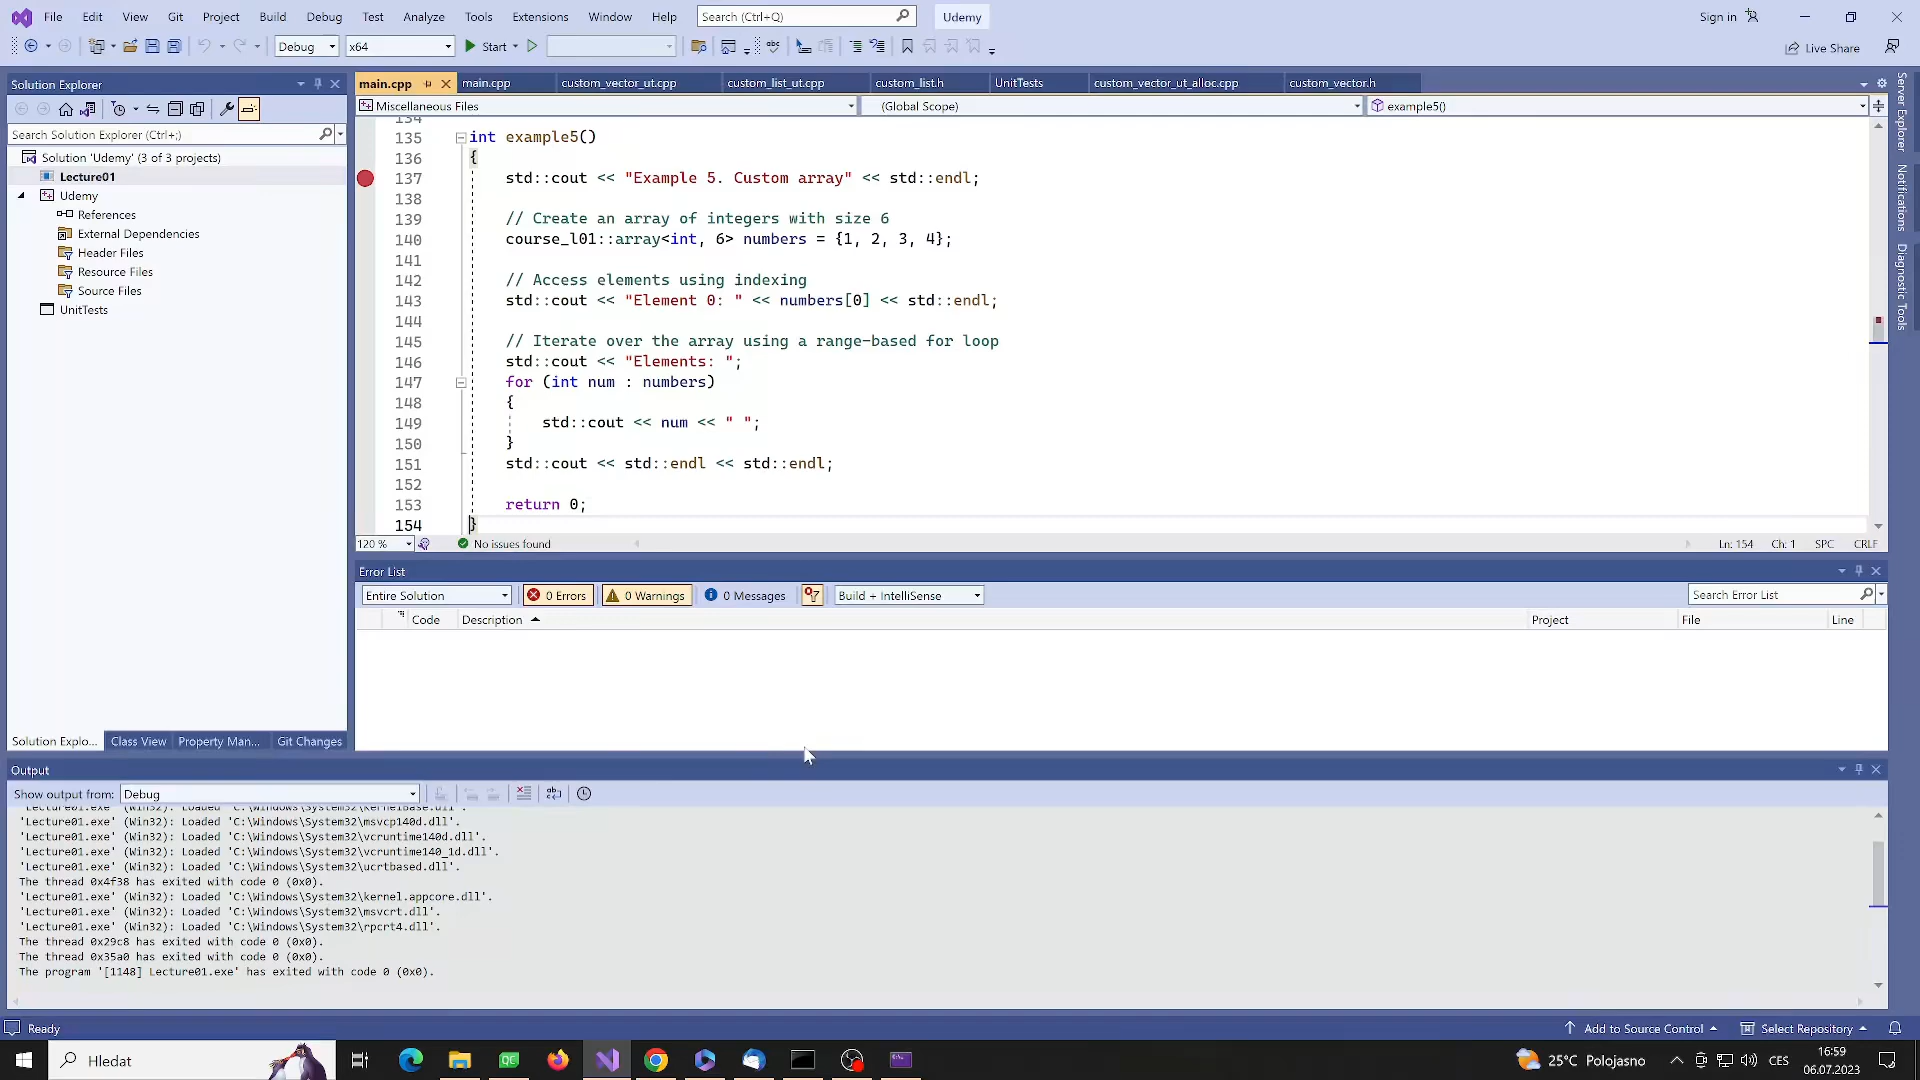 File Edit View Git Project Build Debug Test Analyze Tools Extensions Window Help Search (Ctrl+Q) Udemy Sign in
Debug x64 Start Live Share
Solution Explorer
Search Solution Explorer (Ctrl+;)
Solution 'Udemy' (3 of 3 projects)
Lecture01
Udemy
References
External Dependencies
Header Files
Resource Files
Source Files
UnitTests
Solution Explo... Class View Property Man... Git Changes
main.cpp main.cpp custom_vector_ut.cpp custom_list_ut.cpp custom_list.h UnitTests custom_vector_ut_alloc.cpp custom_vector.h
Miscellaneous Files (Global Scope) example5()
134
135 int example5()
136 {
137 std::cout << "Example 5. Custom array" << std::endl;
138
139 // Create an array of integers with size 6
140 course_l01::array<int, 6> numbers = {1, 2, 3, 4};
141
142 // Access elements using indexing
143 std::cout << "Element 0: " << numbers[0] << std::endl;
144
145 // Iterate over the array using a range-based for loop
146 std::cout << "Elements: ";
147 for (int num : numbers)
148 {
149 std::cout << num << " ";
150 }
151 std::cout << std::endl << std::endl;
152
153 return 0;
154 }
120 % No issues found Ln: 154 Ch: 1 SPC CRLF
Error List
Entire Solution 0 Errors 0 Warnings 0 Messages Build + IntelliSense Search Error List
Code Description Project File Line
Server Explorer
Notifications
Diagnostic Tools
Output
Show output from: Debug
'Lecture01.exe' (Win32): Loaded 'C:\Windows\System32\KernelBase.dll'.
'Lecture01.exe' (Win32): Loaded 'C:\Windows\System32\msvcp140d.dll'.
'Lecture01.exe' (Win32): Loaded 'C:\Windows\System32\vcruntime140d.dll'.
'Lecture01.exe' (Win32): Loaded 'C:\Windows\System32\vcruntime140_1d.dll'.
'Lecture01.exe' (Win32): Loaded 'C:\Windows\System32\ucrtbased.dll'.
The thread 0x4f38 has exited with code 0 (0x0).
'Lecture01.exe' (Win32): Loaded 'C:\Windows\System32\kernel.appcore.dll'.
'Lecture01.exe' (Win32): Loaded 'C:\Windows\System32\msvcrt.dll'.
'Lecture01.exe' (Win32): Loaded 'C:\Windows\System32\rpcrt4.dll'.
The thread 0x29c8 has exited with code 0 (0x0).
The thread 0x35a0 has exited with code 0 (0x0).
The program '[1148] Lecture01.exe' has exited with code 0 (0x0).
Ready Add to Source Control Select Repository
Hledat 25°C Polojasno CES 16:59
06.07.2023